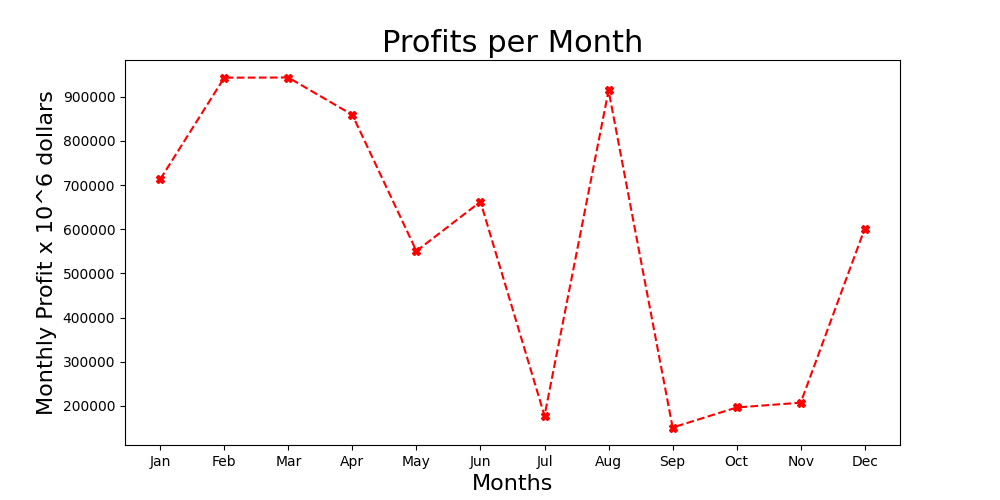 Profits per Month
Monthly Profit x 10^6 dollars
900000
800000
700000
600000
500000
400000
300000
200000
Jan Feb Mar Apr May Jun Jul Aug Sep Oct Nov Dec
Months